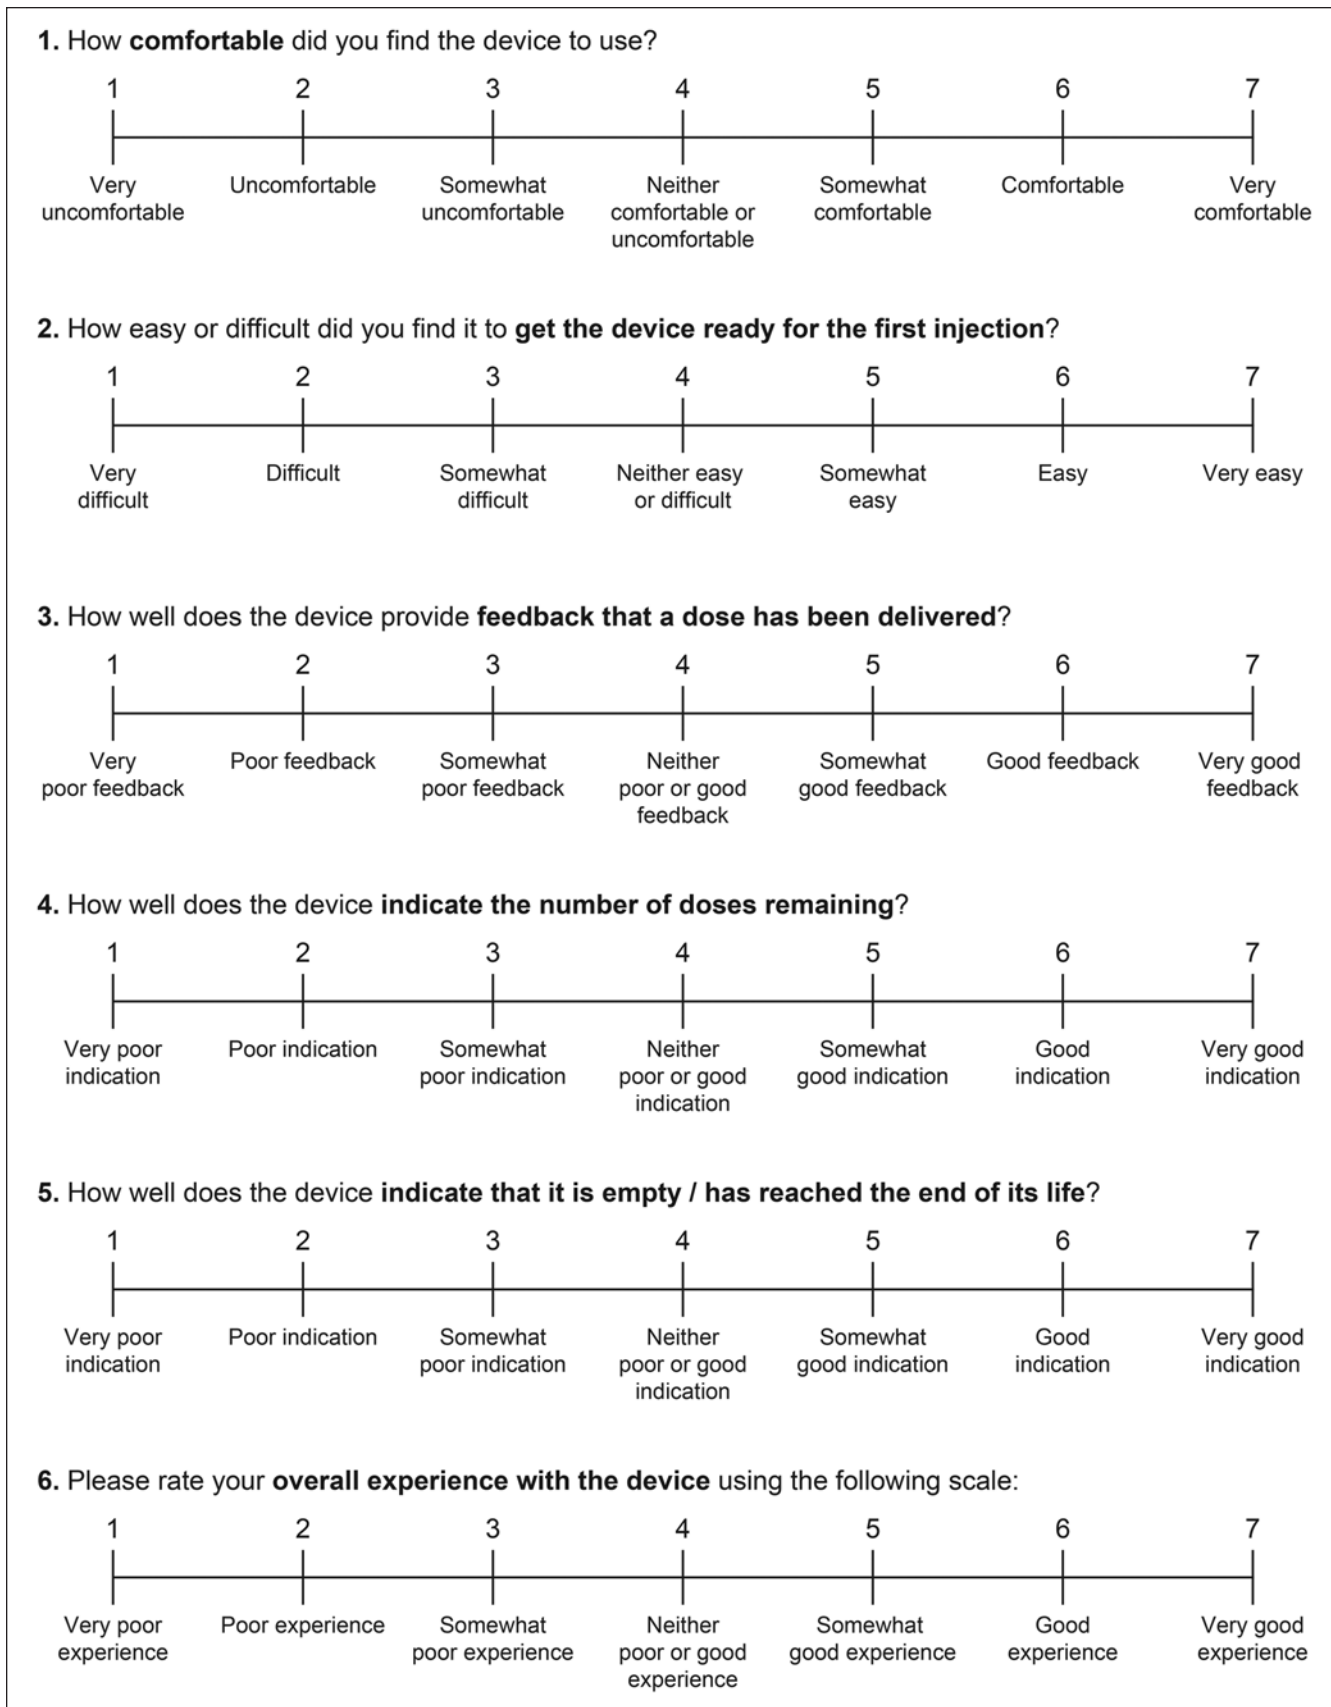 1. How comfortable did you find the device to use?
1 2 3 4 5 6 7
Very Uncomfortable Somewhat Neither Somewhat Comfortable Very
uncomfortable uncomfortable comfortable or comfortable comfortable
uncomfortable
2. How easy or difficult did you find it to get the device ready for the first injection?
1 2 3 4 5 6 7
Very Difficult Somewhat Neither easy Somewhat Easy Very easy
difficult difficult or difficult easy
3. How well does the device provide feedback that a dose has been delivered?
1 2 3 4 5 6 7
Very Poor feedback Somewhat Neither Somewhat Good feedback Very good
poor feedback poor feedback poor or good good feedback feedback
feedback
4. How well does the device indicate the number of doses remaining?
1 2 3 4 5 6 7
Very poor Poor indication Somewhat Neither Somewhat Good Very good
indication poor indication poor or good good indication indication indication
indication
5. How well does the device indicate that it is empty / has reached the end of its life?
1 2 3 4 5 6 7
Very poor Poor indication Somewhat Neither Somewhat Good Very good
indication poor indication poor or good good indication indication indication
indication
6. Please rate your overall experience with the device using the following scale:
1 2 3 4 5 6 7
Very poor Poor experience Somewhat Neither Somewhat Good Very good
experience poor experience poor or good good experience experience experience
experience